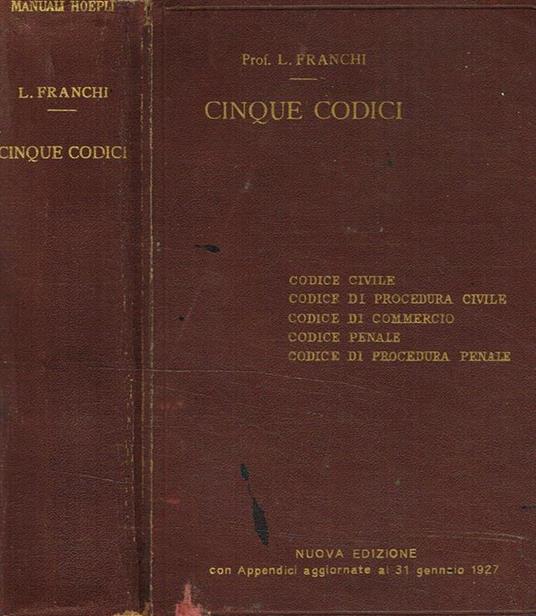 MANUALI HOEPLI
L. FRANCHI
CINQUE CODICI
Prof. L. FRANCHI
CINQUE CODICI
CODICE CIVILE
CODICE DI PROCEDURA CIVILE
CODICE DI COMMERCIO
CODICE PENALE
CODICE DI PROCEDURA PENALE
NUOVA EDIZIONE
con Appendici aggiornate al 31 gennaio 1927